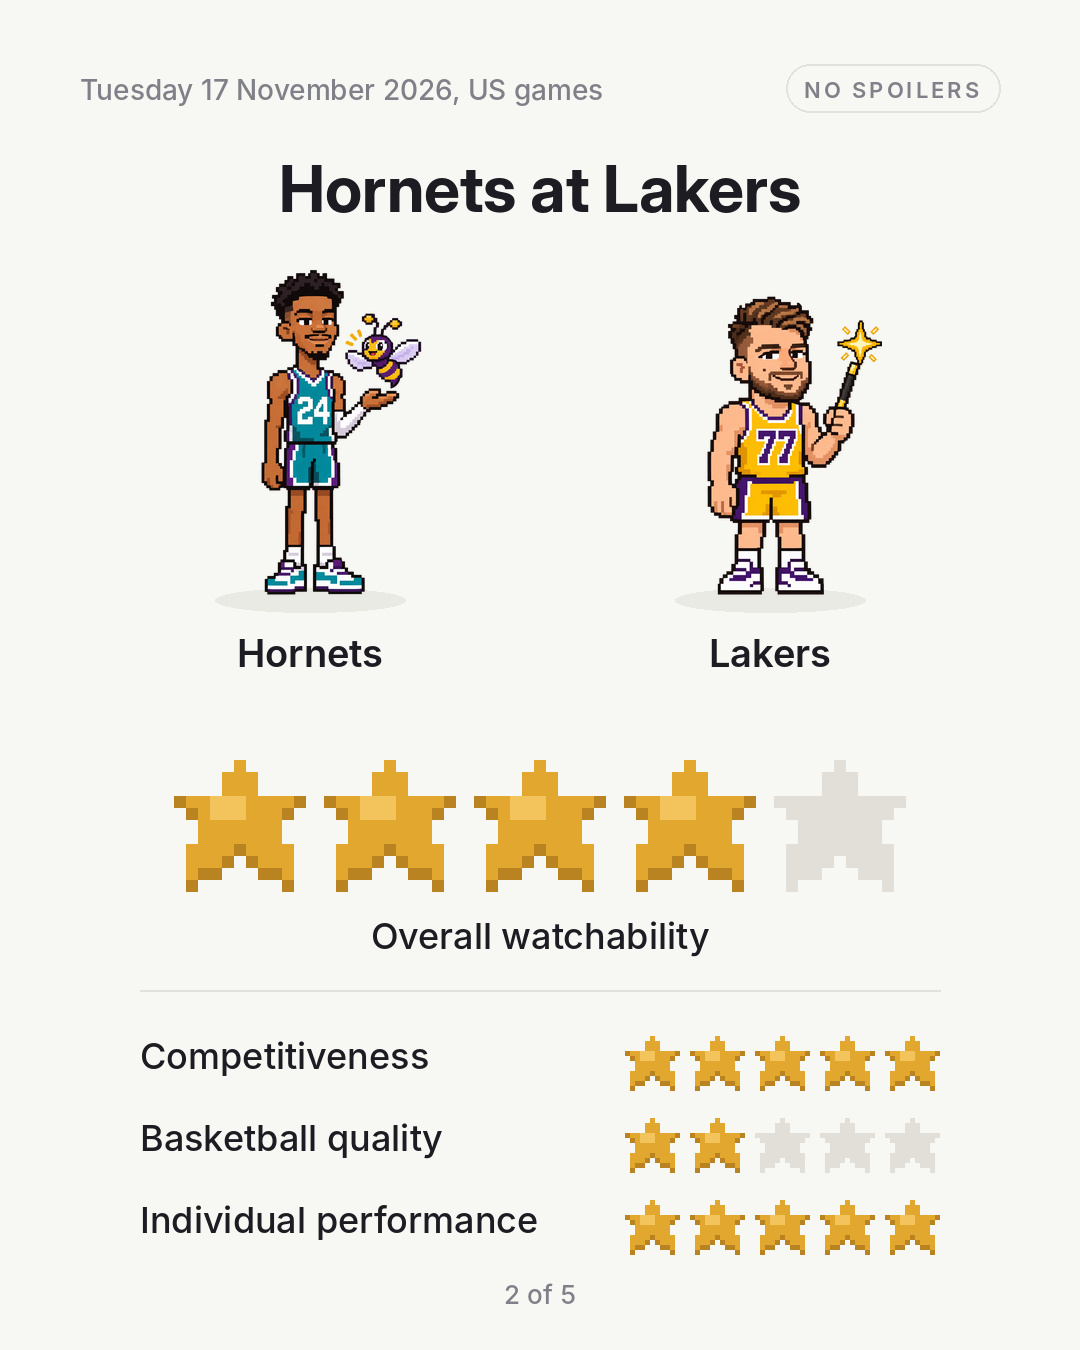 Tuesday 17 November 2026, US games
NO SPOILERS
Hornets at Lakers
24
77
Hornets
Lakers
Overall watchability
Competitiveness
Basketball quality
Individual performance
2 of 5